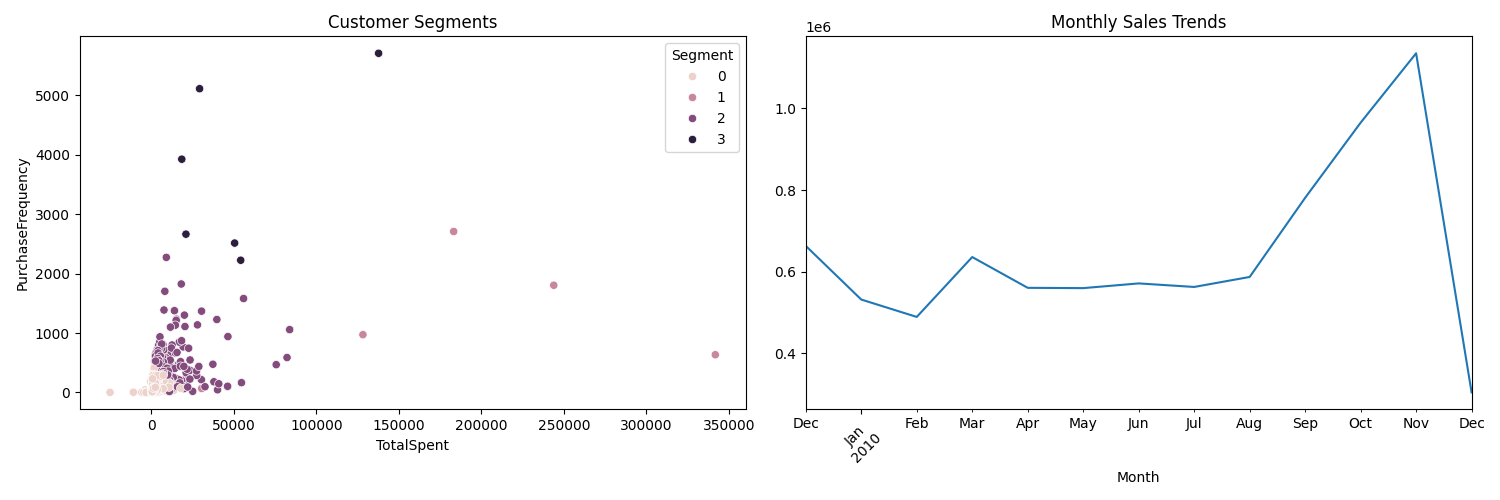 Customer Segments
PurchaseFrequency
5000
4000
3000
2000
1000
0
Segment
0
1
2
3
0 50000 100000 150000 200000 250000 300000 350000
TotalSpent
Monthly Sales Trends
1e6
1.0
0.8
0.6
0.4
Dec Jan Feb Mar Apr May Jun Jul Aug Sep Oct Nov Dec
2010
Month